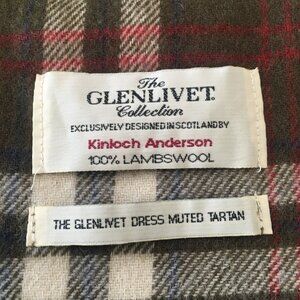 The
GLENLIVET.
Collection
EXCLUSIVELY DESIGNED IN SCOTLAND BY
Kinloch Anderson
100% LAMBSWOOL
THE GLENLIVET DRESS MUTED TARTAN